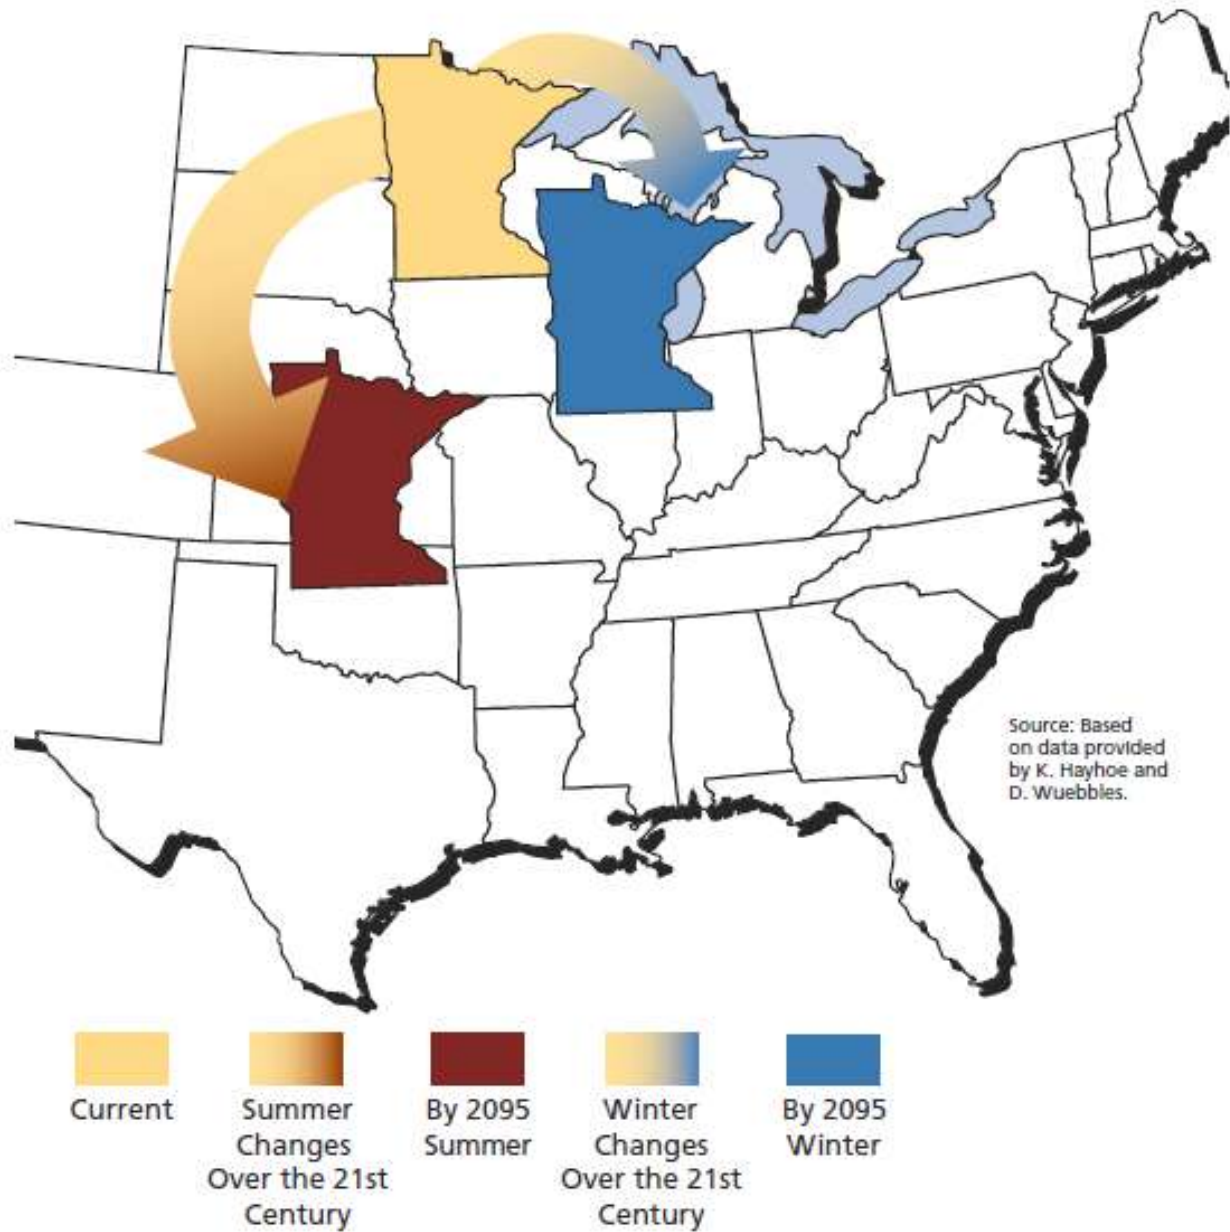 Source: Based
on data provided
by K. Hayhoe and
D. Wuebbles.
Current
Summer
Changes
Over the 21st
Century
By 2095
Summer
Winter
Changes
Over the 21st
Century
By 2095
Winter